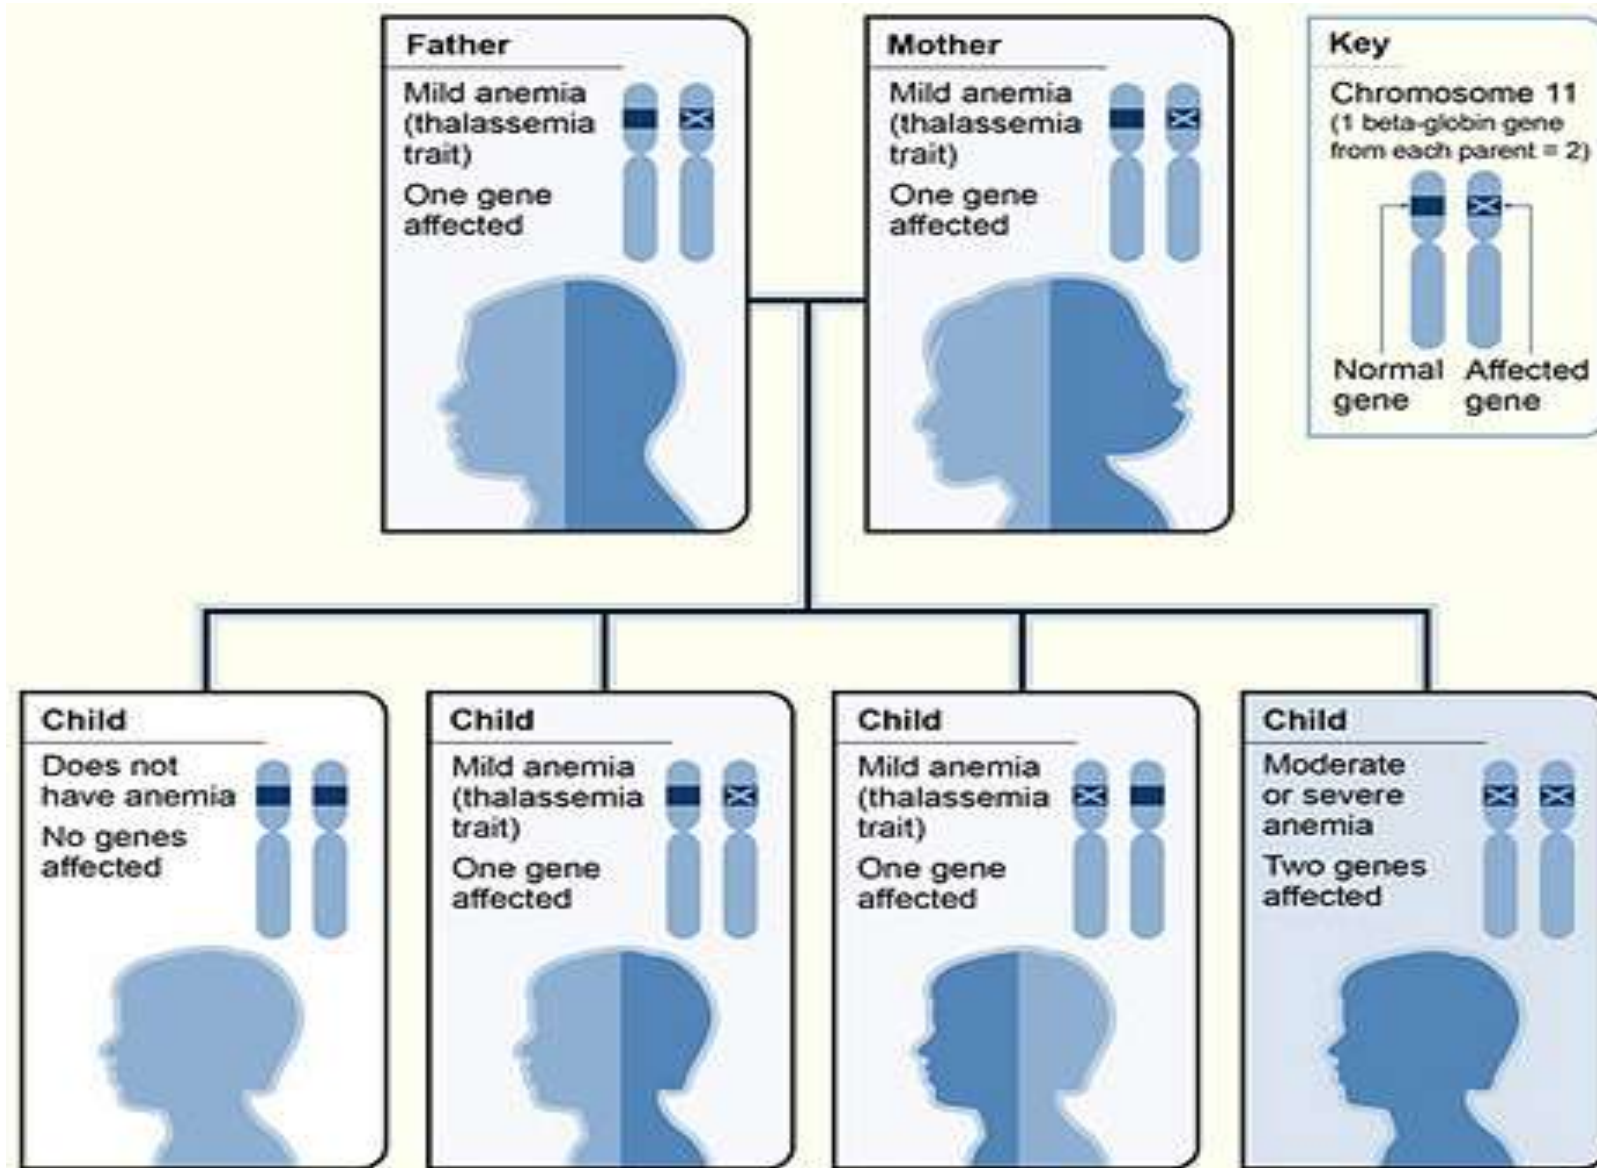 Father
Mild anemia
(thalassemia
trait)
One gene
affected
Mother
Mild anemia
(thalassemia
trait)
One gene
affected
Key
Chromosome 11
(1 beta-globin gene
from each parent = 2)
Normal
gene
Affected
gene
Child
Does not
have anemia
No genes
affected
Child
Mild anemia
(thalassemia
trait)
One gene
affected
Child
Mild anemia
(thalassemia
trait)
One gene
affected
Child
Moderate
or severe
anemia
Two genes
affected